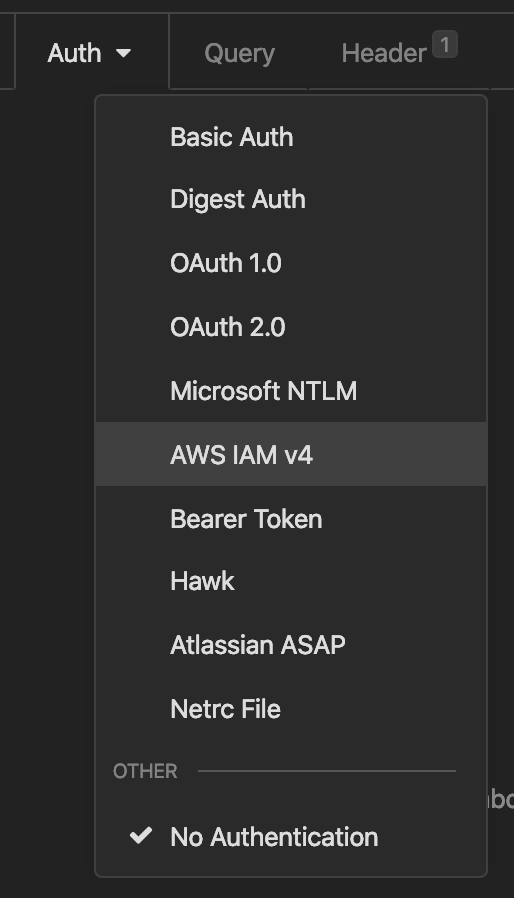 Auth Query Header 1
Basic Auth
Digest Auth
OAuth 1.0
OAuth 2.0
Microsoft NTLM
AWS IAM v4
Bearer Token
Hawk
Atlassian ASAP
Netrc File
OTHER
No Authentication